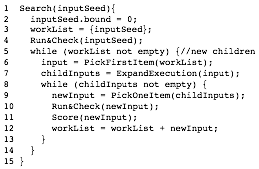 1 Search(inputSeed){
2 inputSeed.bound = 0;
3 workList = {inputSeed};
4 Run&Check(inputSeed);
5 while (workList not empty) {//new children
6 input = PickFirstItem(workList);
7 childInputs = ExpandExecution(input);
8 while (childInputs not empty) {
9 newInput = PickOneItem(childInputs);
10 Run&Check(newInput);
11 Score(newInput);
12 workList = workList + newInput;
13 }
14 }
15 }